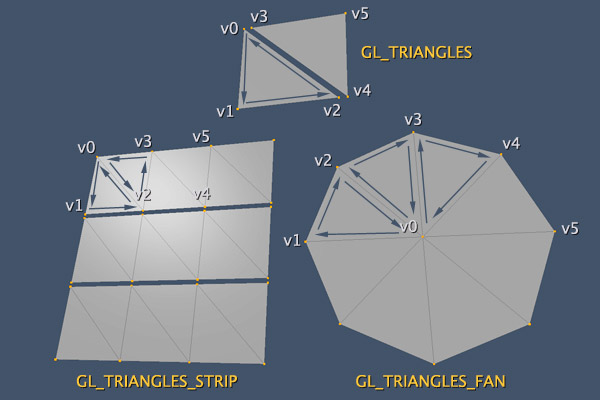 v0 v3 v5
GL_TRIANGLES
v1 v2 v4
v0 v3 v5
v1 v2 v4
GL_TRIANGLES_STRIP
v3
v2 v4
v1 v0 v5
GL_TRIANGLES_FAN